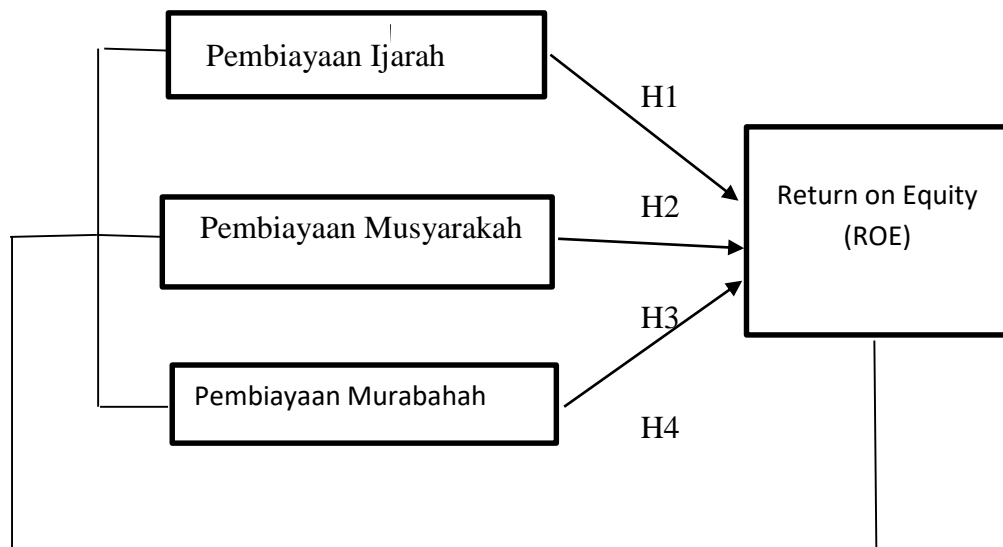 Pembiayaan Ijarah
H1
Return on Equity
(ROE)
H2
Pembiayaan Musyarakah
H3
Pembiayaan Murabahah
H4